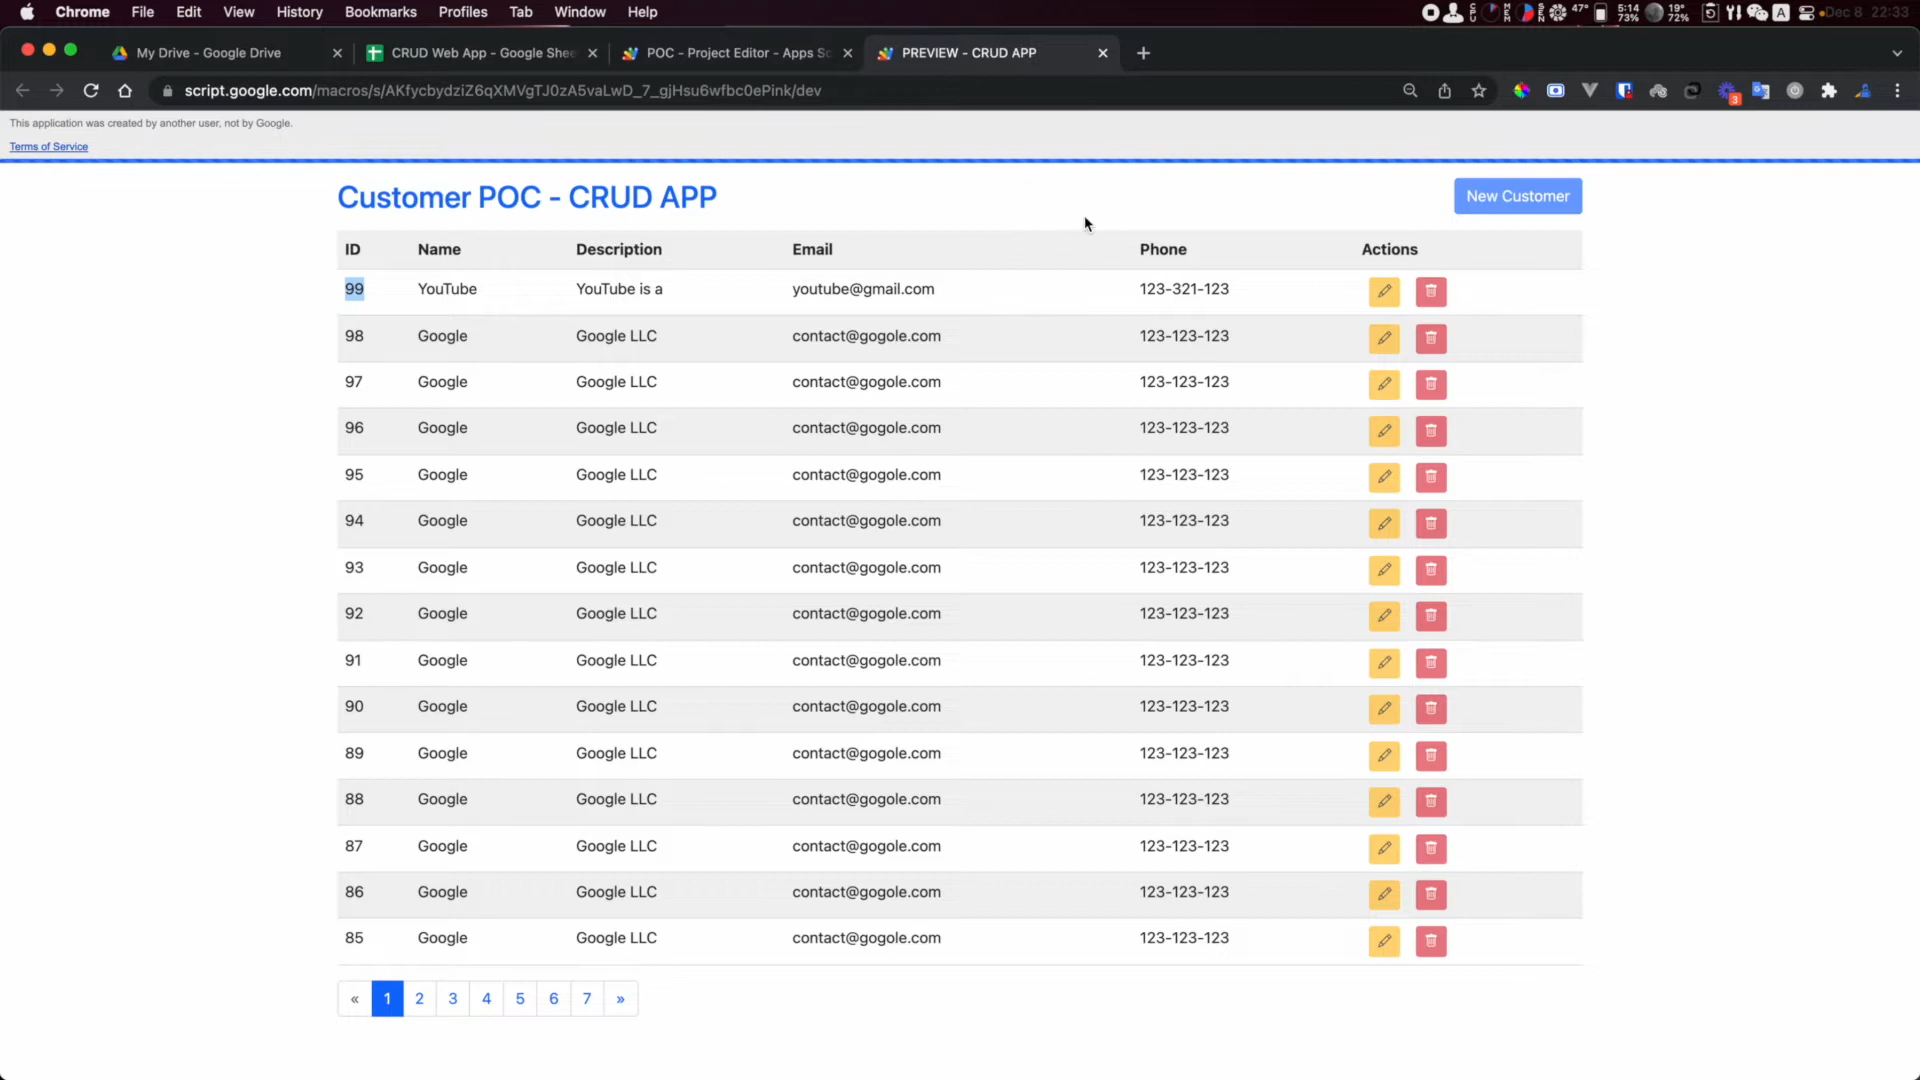 Chrome File Edit View History Bookmarks Profiles Tab Window Help 47° 5:14 73% 19° 72% A Dec 8 22:33
My Drive - Google Drive CRUD Web App - Google Shee POC - Project Editor - Apps Sc PREVIEW - CRUD APP
script.google.com/macros/s/AKfycbydziZ6qXMVgTJ0zA5vaLwD_7_gjHsu6wfbc0ePink/dev 3
This application was created by another user, not by Google.
Terms of Service
Customer POC - CRUD APP New Customer
ID Name Description Email Phone Actions
99 YouTube YouTube is a youtube@gmail.com 123-321-123
98 Google Google LLC contact@gogole.com 123-123-123
97 Google Google LLC contact@gogole.com 123-123-123
96 Google Google LLC contact@gogole.com 123-123-123
95 Google Google LLC contact@gogole.com 123-123-123
94 Google Google LLC contact@gogole.com 123-123-123
93 Google Google LLC contact@gogole.com 123-123-123
92 Google Google LLC contact@gogole.com 123-123-123
91 Google Google LLC contact@gogole.com 123-123-123
90 Google Google LLC contact@gogole.com 123-123-123
89 Google Google LLC contact@gogole.com 123-123-123
88 Google Google LLC contact@gogole.com 123-123-123
87 Google Google LLC contact@gogole.com 123-123-123
86 Google Google LLC contact@gogole.com 123-123-123
85 Google Google LLC contact@gogole.com 123-123-123
« 1 2 3 4 5 6 7 »